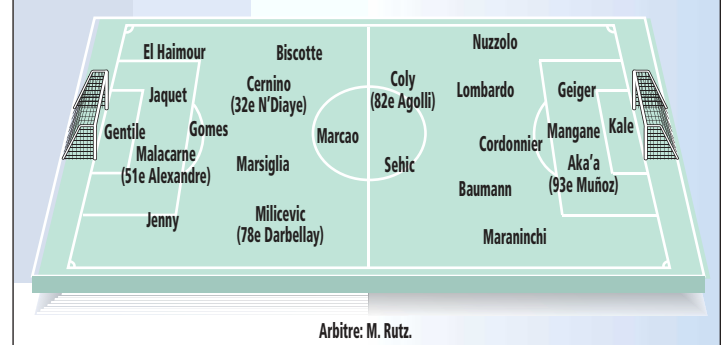 El Haimour
Jaquet
Gentile
Malacarne
(51e Alexandre)
Jenny
Gomes
Biscotte
Cernino
(32e N'Diaye)
Marsiglia
Milicevic
(78e Darbellay)
Marcao
Coly
(82e Agolli)
Sehic
Nuzzolo
Lombardo
Cordonnier
Baumann
Maraninchi
Geiger
Mangane
Aka'a
(93e Muñoz)
Kale
Arbitre: M. Rutz.